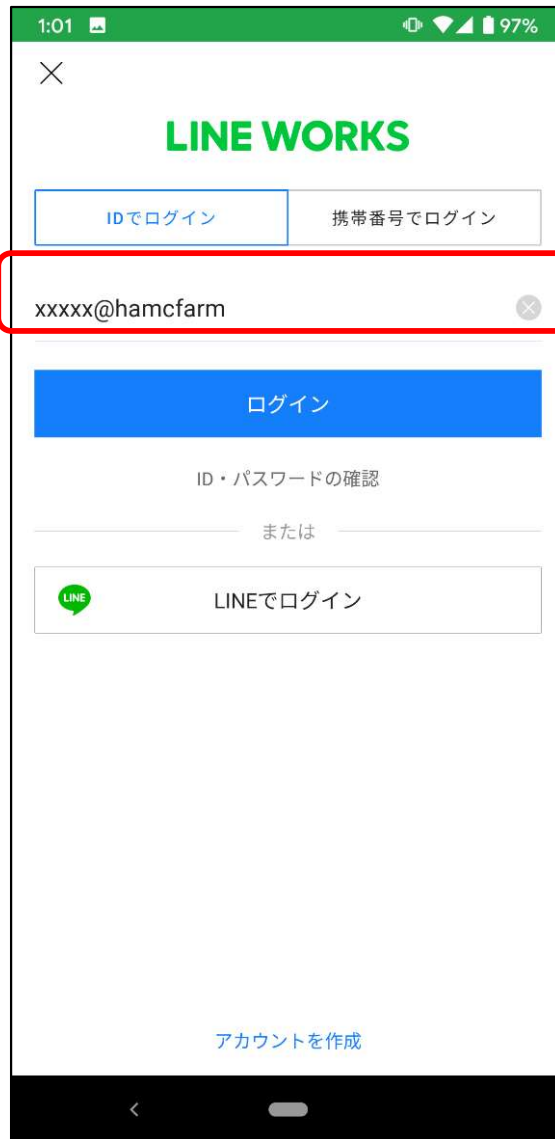 1:01 97%
LINE WORKS
IDでログイン 携帯番号でログイン
xxxxx@hamcfarm
ログイン
ID・パスワードの確認
または
LINE LINEでログイン
アカウントを作成